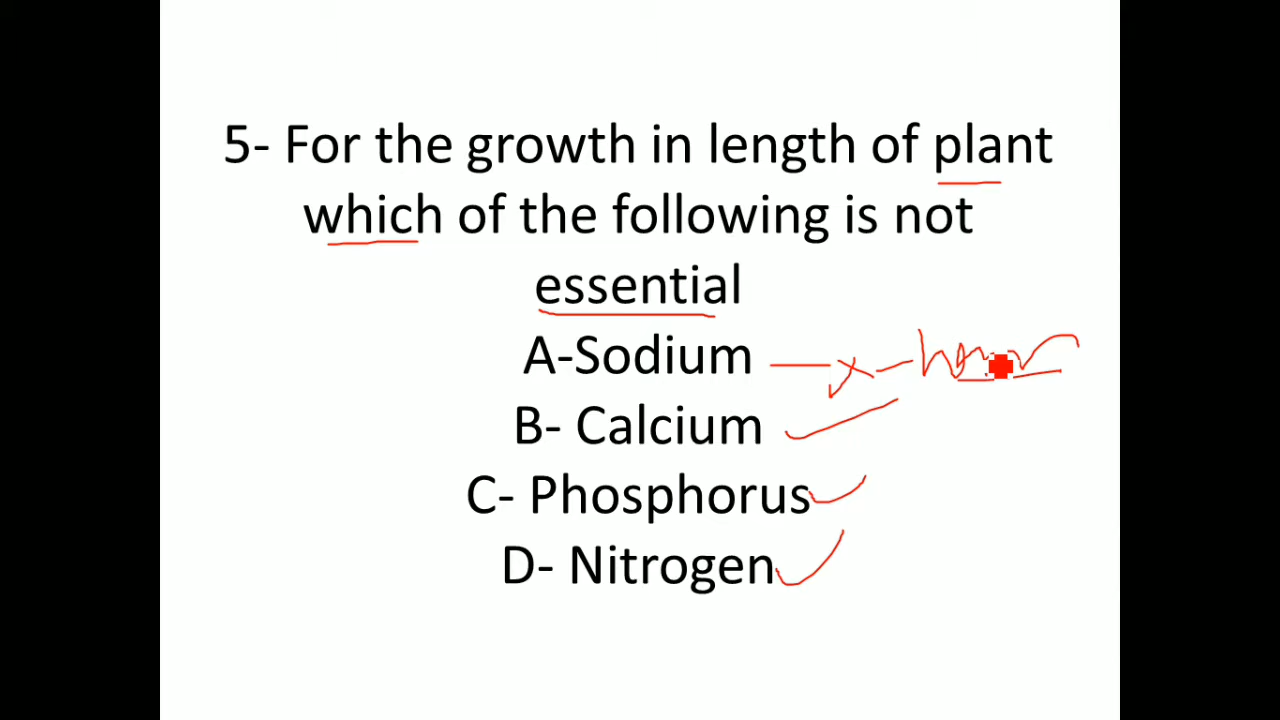 5- For the growth in length of plant
which of the following is not
essential
A-Sodium
B- Calcium
C- Phosphorus
D- Nitrogen